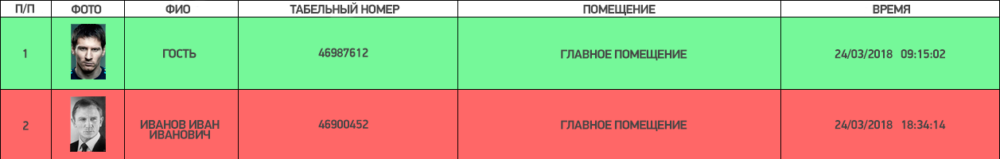 П/П ФОТО ФИО ТАБЕЛЬНЫЙ НОМЕР ПОМЕЩЕНИЕ ВРЕМЯ
1 ГОСТЬ 46987612 ГЛАВНОЕ ПОМЕЩЕНИЕ 24/03/2018 09:15:02
2 ИВАНОВ ИВАН 46900452 ГЛАВНОЕ ПОМЕЩЕНИЕ 24/03/2018 18:34:14
ИВАНОВИЧ